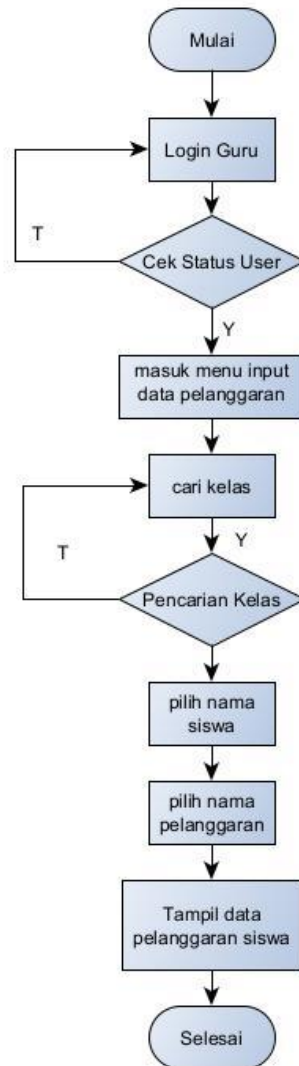 Mulai
Login Guru
T
Cek Status User
Y
masuk menu input
data pelanggaran
cari kelas
Y
T
Pencarian Kelas
pilih nama
siswa
pilih nama
pelanggaran
Tampil data
pelanggaran siswa
Selesai